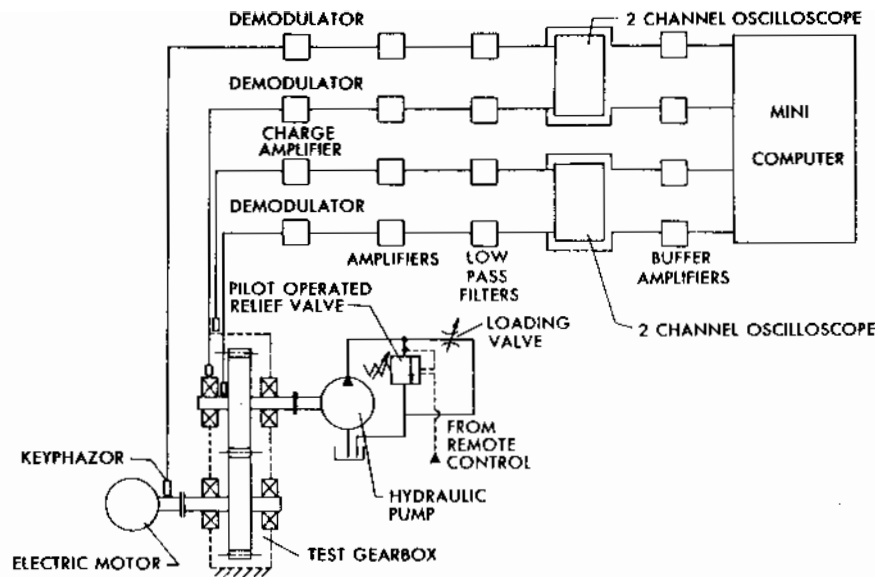 DEMODULATOR
2 CHANNEL OSCILLOSCOPE
DEMODULATOR
CHARGE
AMPLIFIER
MINI
COMPUTER
DEMODULATOR
AMPLIFIERS
LOW
PASS
FILTERS
BUFFER
AMPLIFIERS
PILOT OPERATED
RELIEF VALVE
LOADING
VALVE
2 CHANNEL OSCILLOSCOPE
FROM
REMOTE
CONTROL
KEYPHAZOR
HYDRAULIC
PUMP
ELECTRIC MOTOR
TEST GEARBOX